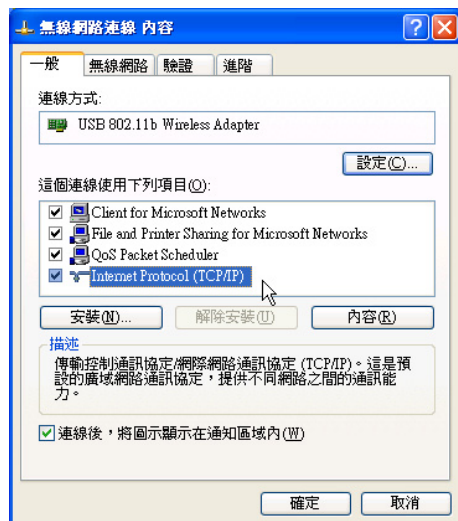 無線網路連線 內容
一般 無線網路 驗證 進階
連線方式:
USB 802.11b Wireless Adapter
設定(C)...
這個連線使用下列項目(O):
Client for Microsoft Networks
File and Printer Sharing for Microsoft Networks
QoS Packet Scheduler
Internet Protocol (TCP/IP)
安裝(N)... 解除安裝(U) 內容(R)
描述
傳輸控制通訊協定/網際網路通訊協定 (TCP/IP)。這是預
設的廣域網路通訊協定，提供不同網路之間的通訊能
力。
連線後，將圖示顯示在通知區域內(W)
確定 取消